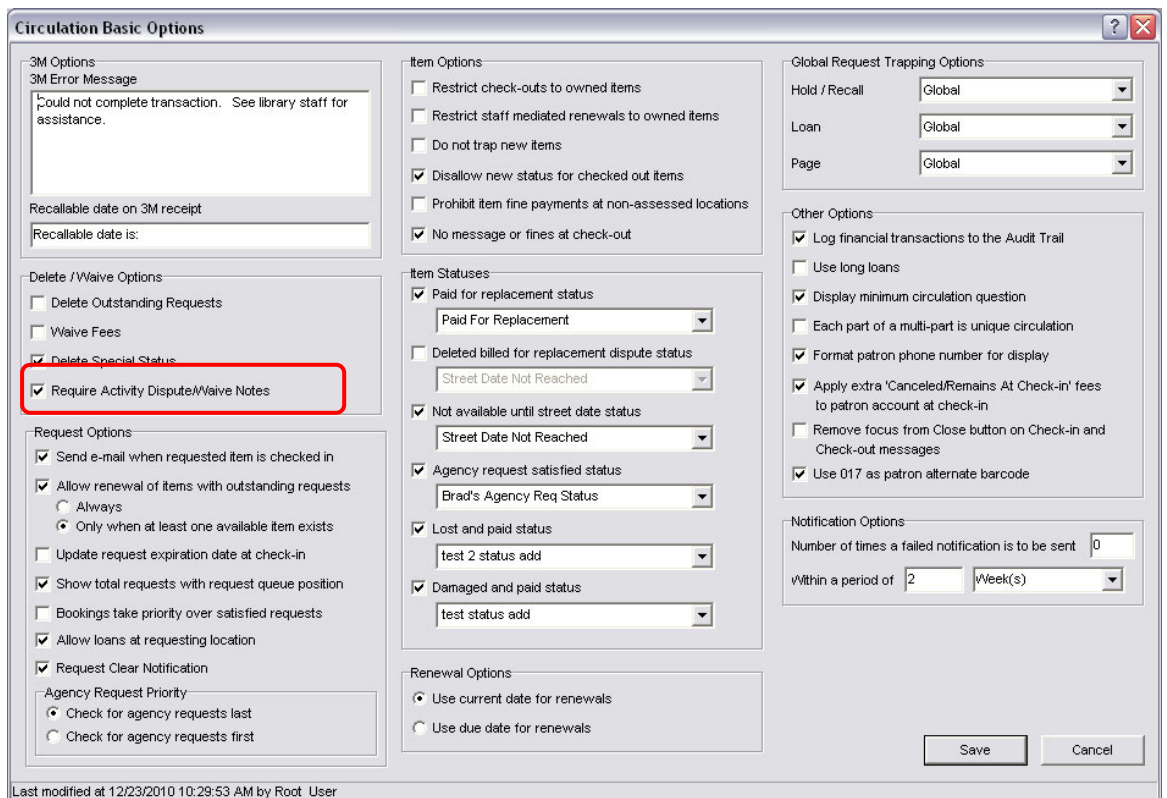 Circulation Basic Options
3M Options
3M Error Message
Could not complete transaction. See library staff for
assistance.
Recallable date on 3M receipt
Recallable date is:
Delete / Waive Options
Delete Outstanding Requests
Waive Fees
Delete Special Status
Require Activity Dispute/Waive Notes
Request Options
Send e-mail when requested item is checked in
Allow renewal of items with outstanding requests
Always
Only when at least one available item exists
Update request expiration date at check-in
Show total requests with request queue position
Bookings take priority over satisfied requests
Allow loans at requesting location
Request Clear Notification
Agency Request Priority
Check for agency requests last
Check for agency requests first
Item Options
Restrict check-outs to owned items
Restrict staff mediated renewals to owned items
Do not trap new items
Disallow new status for checked out items
Prohibit item fine payments at non-assessed locations
No message or fines at check-out
Item Statuses
Paid for replacement status
Paid For Replacement
Deleted billed for replacement dispute status
Street Date Not Reached
Not available until street date status
Street Date Not Reached
Agency request satisfied status
Brad's Agency Req Status
Lost and paid status
test 2 status add
Damaged and paid status
test status add
Renewal Options
Use current date for renewals
Use due date for renewals
Global Request Trapping Options
Hold / Recall Global
Loan Global
Page Global
Other Options
Log financial transactions to the Audit Trail
Use long loans
Display minimum circulation question
Each part of a multi-part is unique circulation
Format patron phone number for display
Apply extra 'Canceled/Remains At Check-in' fees
to patron account at check-in
Remove focus from Close button on Check-in and
Check-out messages
Use 017 as patron alternate barcode
Notification Options
Number of times a failed notification is to be sent 0
Within a period of 2 Week(s)
Save Cancel
Last modified at 12/23/2010 10:29:53 AM by Root User